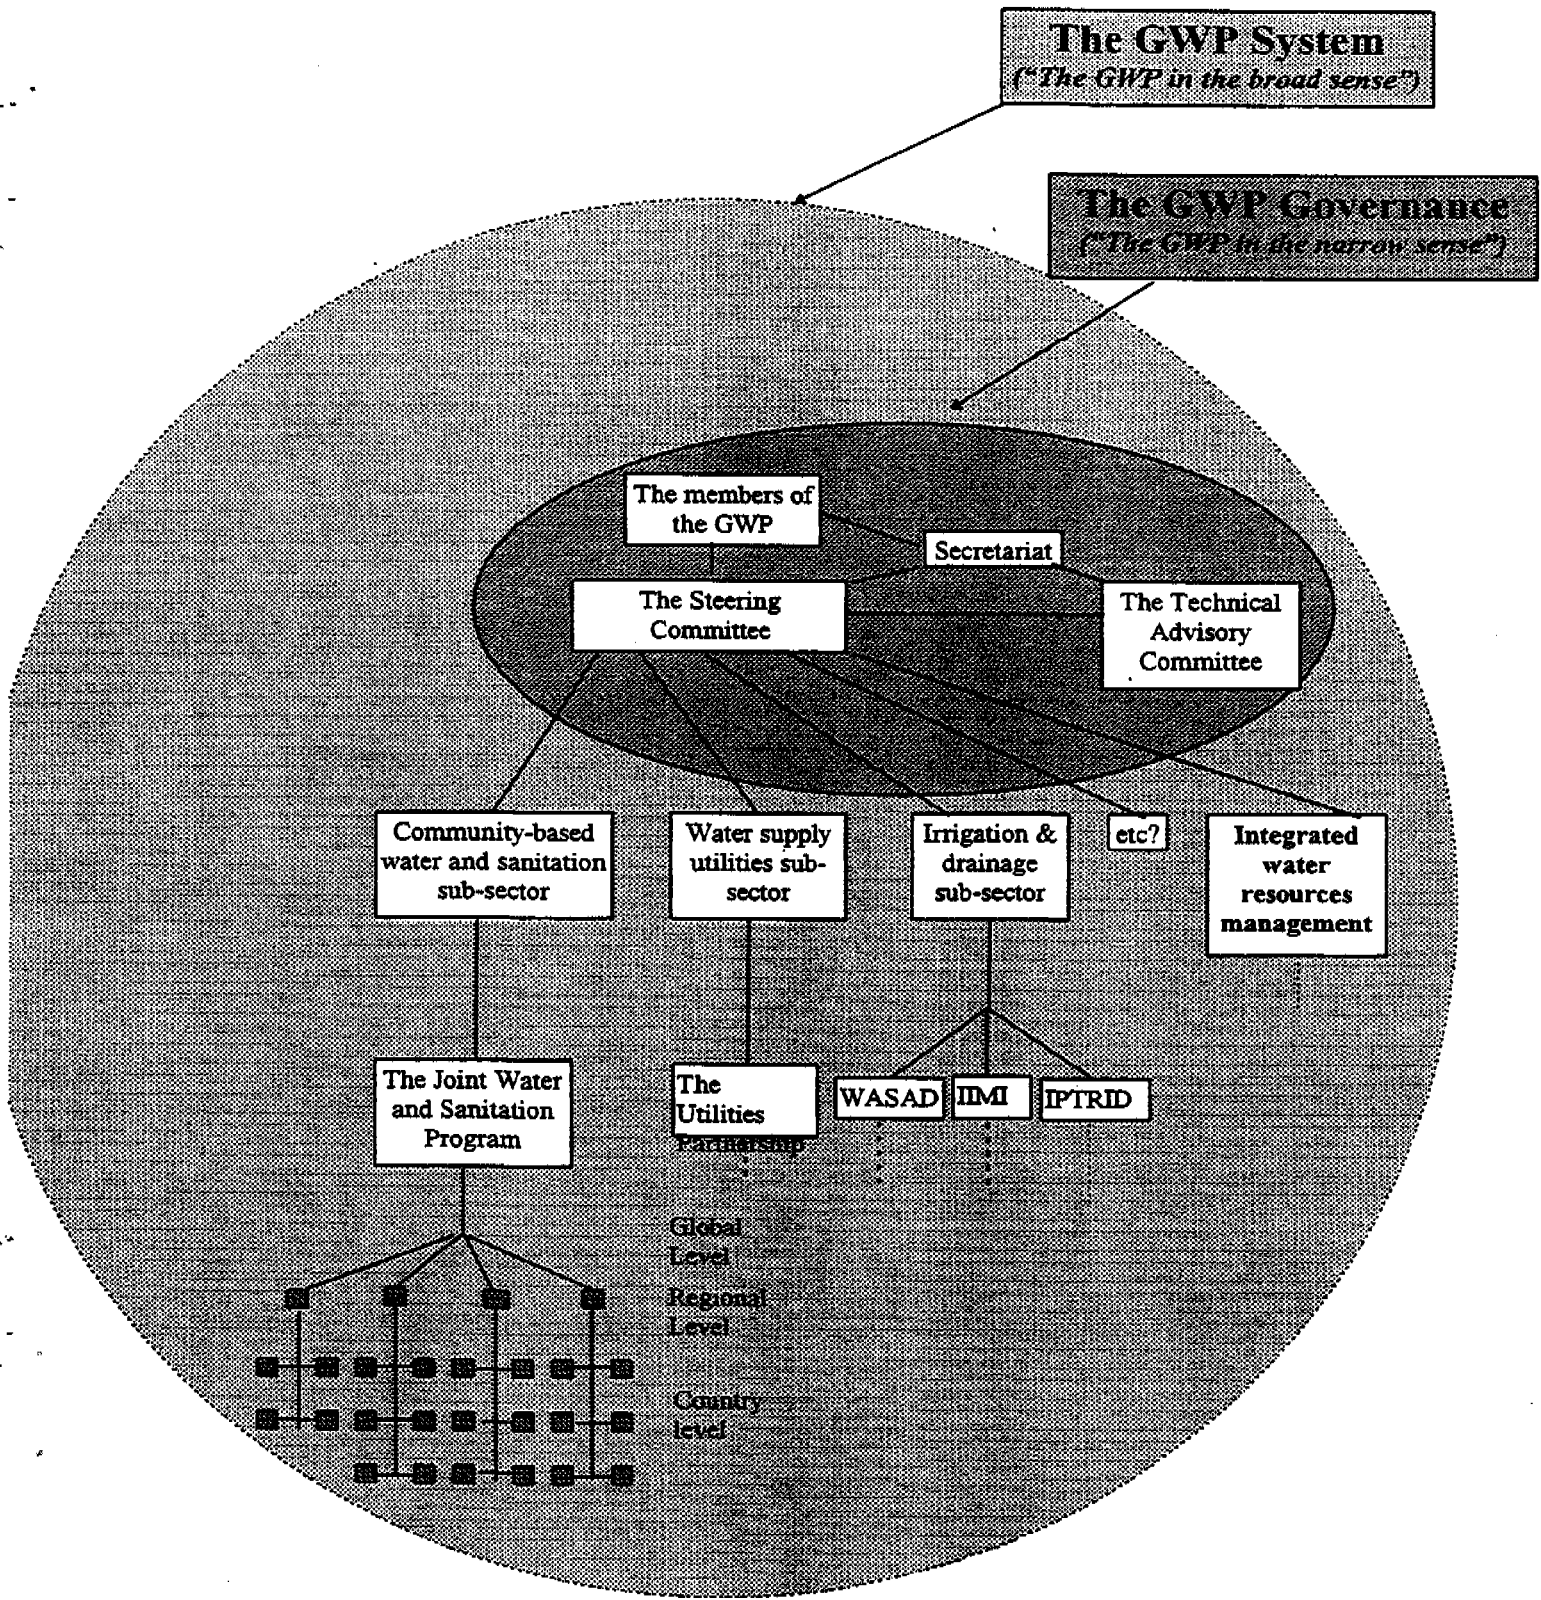 The GWP System
("The GWP in the broad sense")
The GWP Governance
("The GWP in the narrow sense")
The members of
the GWP
Secretariat
The Steering
Committee
The Technical
Advisory
Committee
Community-based
water and sanitation
sub-sector
Water supply
utilities sub-
sector
Irrigation &
drainage
sub-sector
etc?
Integrated
water
resources
management
The Joint Water
and Sanitation
Program
The
Utilities
Partnership
WASAD
IIMI
IPTRID
Global
Level
Regional
Level
Country
level